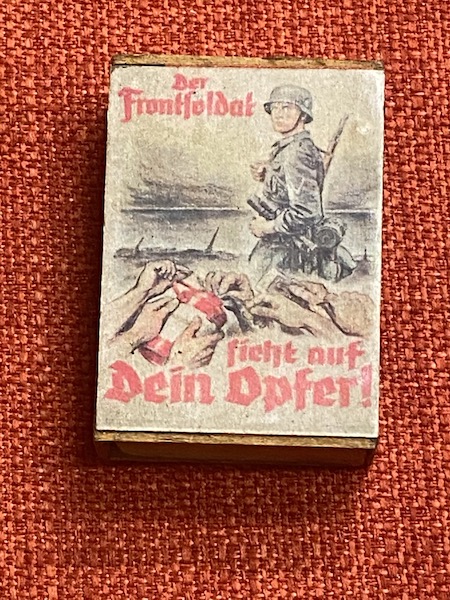 Der
Frontsoldat
sieht auf
Dein Opfer!